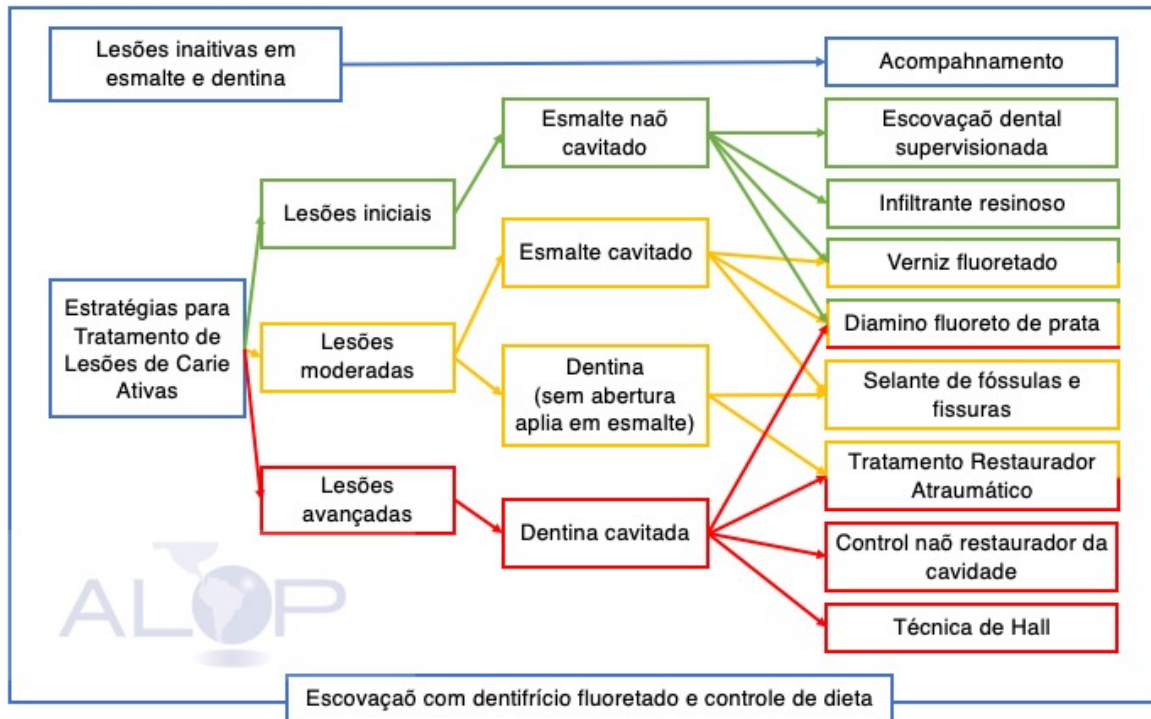 Lesões inaitivas em
esmalte e dentina
Acompahnamento
Esmalte naõ
cavitado
Escovaçaõ dental
supervisionada
Lesões iniciais
Infiltrante resinoso
Esmalte cavitado
Verniz fluoretado
Estratégias para
Tratamento de
Lesões de Carie
Ativas
Lesões
moderadas
Diamino fluoreto de prata
Dentina
(sem abertura
aplia em esmalte)
Selante de fóssulas e
fissuras
Tratamento Restaurador
Atraumático
Lesões
avançadas
Dentina cavitada
Control naõ restaurador da
cavidade
Técnica de Hall
ALOP
Escovaçaõ com dentifrício fluoretado e controle de dieta